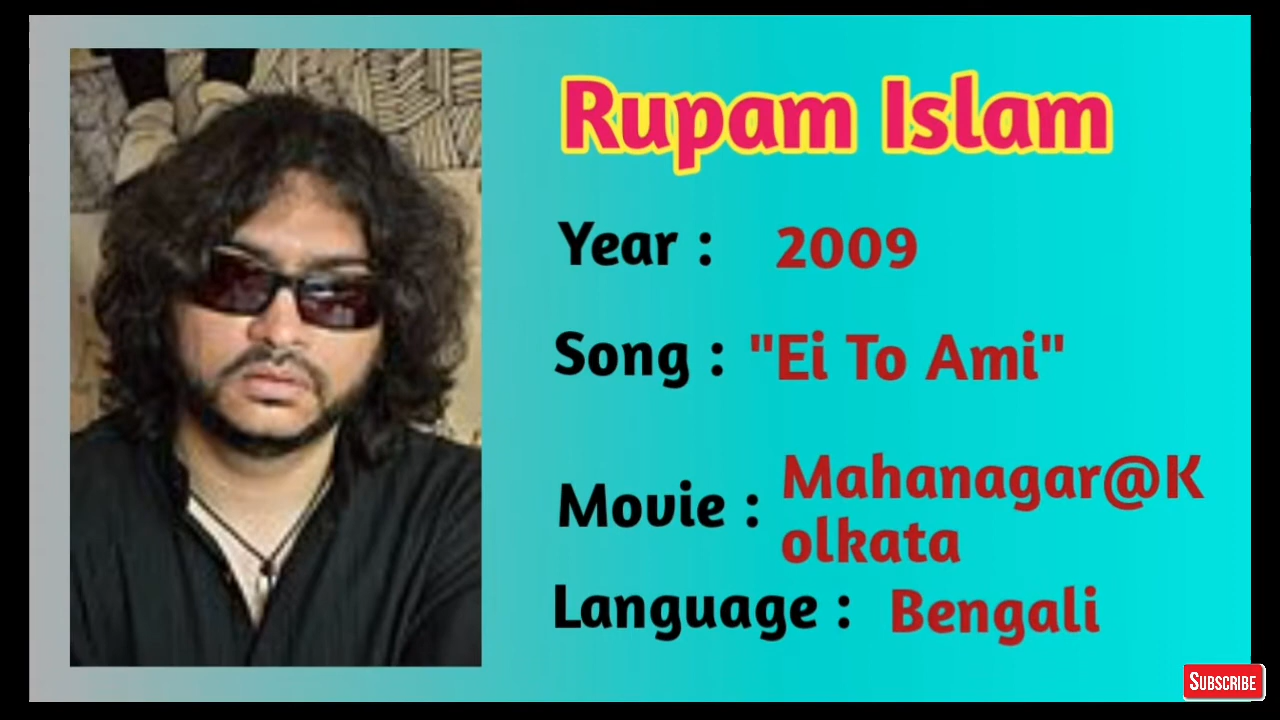 Rupam Islam
Year : 2009
Song : "Ei To Ami"
Movie : Mahanagar@K
olkata
Language : Bengali
SUBSCRIBE